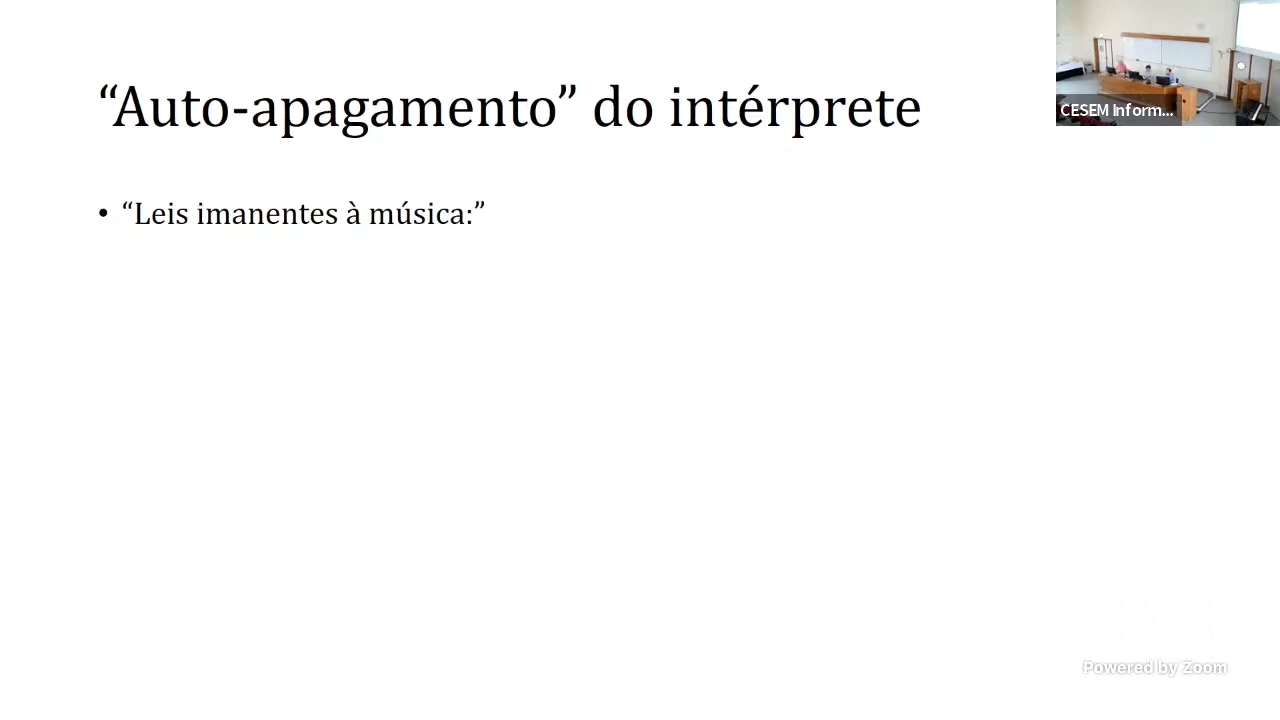 “Auto-apagamento” do intérprete
CESEM Inform...
• “Leis imanentes à música:”
Powered by Zoom